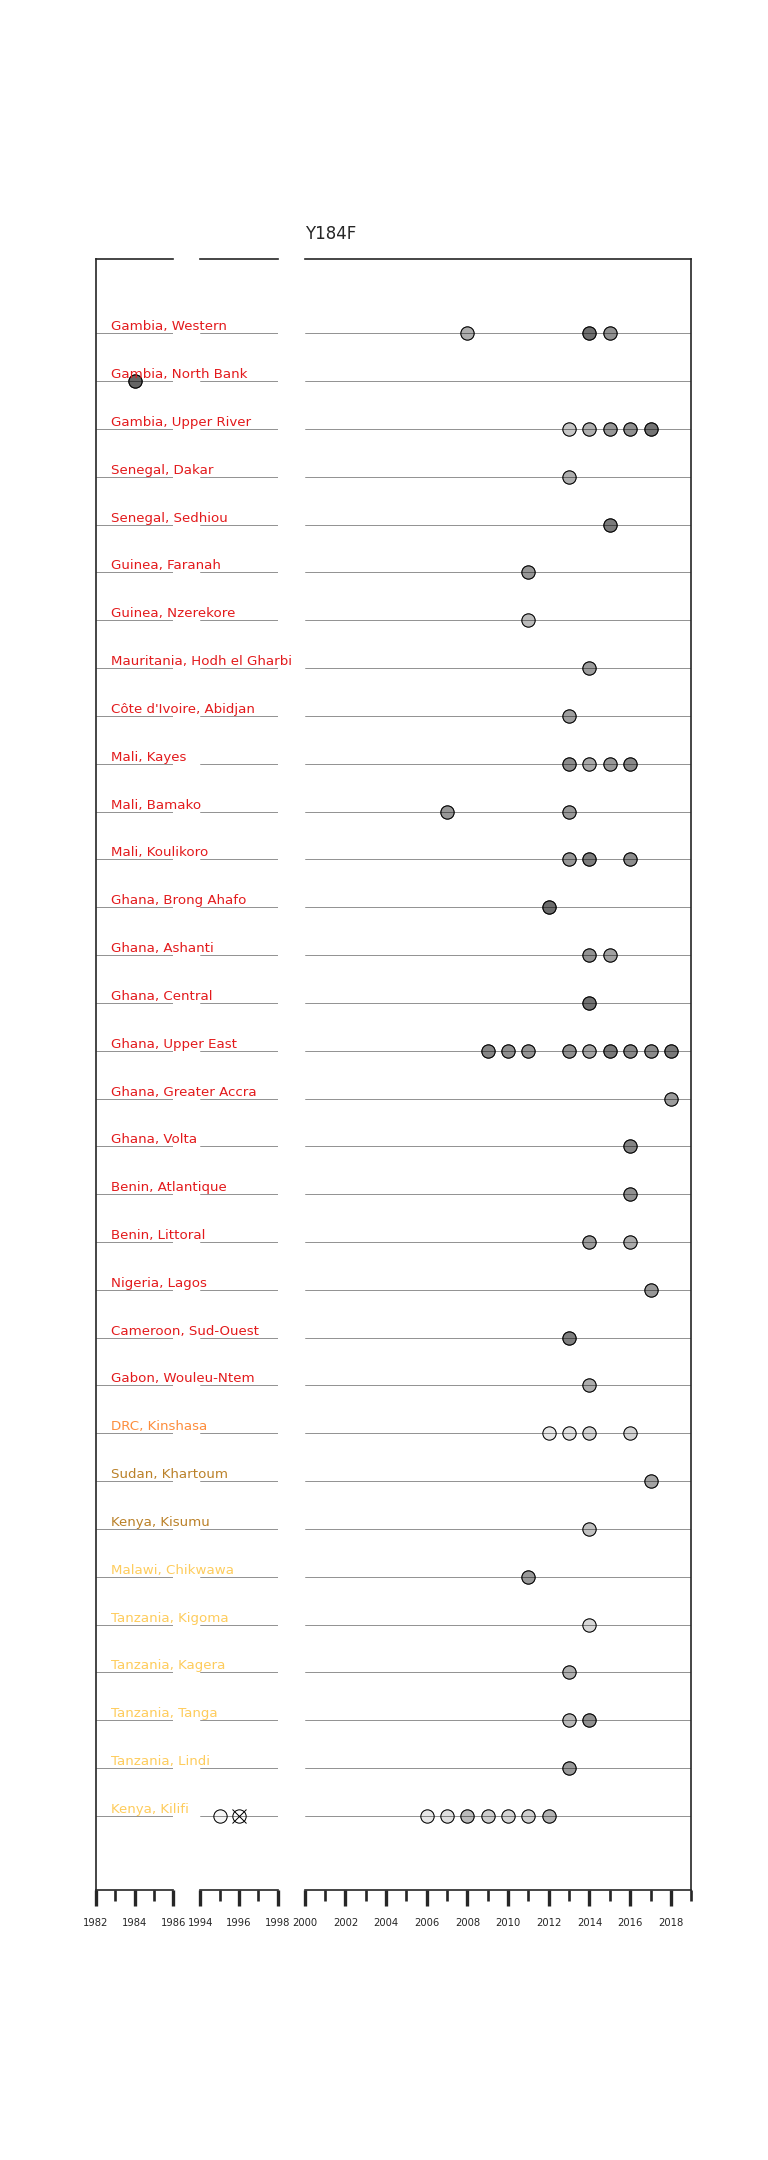 Y184F
Gambia, Western
Gambia, North Bank
Gambia, Upper River
Senegal, Dakar
Senegal, Sedhiou
Guinea, Faranah
Guinea, Nzerekore
Mauritania, Hodh el Gharbi
Côte d'Ivoire, Abidjan
Mali, Kayes
Mali, Bamako
Mali, Koulikoro
Ghana, Brong Ahafo
Ghana, Ashanti
Ghana, Central
Ghana, Upper East
Ghana, Greater Accra
Ghana, Volta
Benin, Atlantique
Benin, Littoral
Nigeria, Lagos
Cameroon, Sud-Ouest
Gabon, Wouleu-Ntem
DRC, Kinshasa
Sudan, Khartoum
Kenya, Kisumu
Malawi, Chikwawa
Tanzania, Kigoma
Tanzania, Kagera
Tanzania, Tanga
Tanzania, Lindi
Kenya, Kilifi
1982 1984 1986 1994 1996 1998 2000 2002 2004 2006 2008 2010 2012 2014 2016 2018